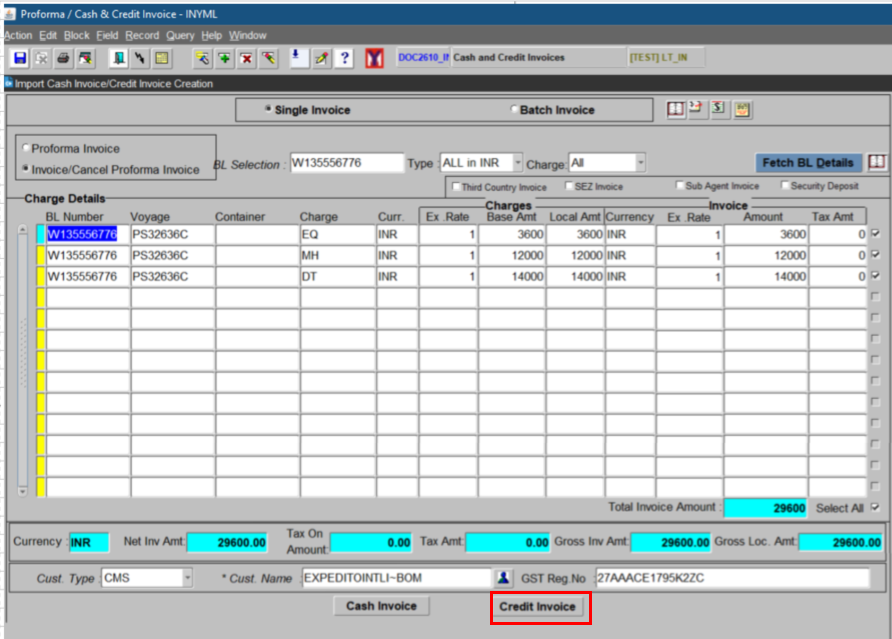 Proforma / Cash & Credit Invoice - INYML
Action Edit Block Field Record Query Help Window
DOC2610_I Cash and Credit Invoices [TEST] LT_IN
Import Cash Invoice/Credit Invoice Creation
Single Invoice Batch Invoice
Proforma Invoice
Invoice/Cancel Proforma Invoice
BL Selection : W135556776 Type : ALL in INR Charge: All Fetch BL Details
Third Country Invoice SEZ Invoice Sub Agent Invoice Security Deposit
Charge Details Charges Invoice
BL Number Voyage Container Charge Curr. Ex .Rate Base Amt Local Amt Currency Ex .Rate Amount Tax Amt
W135556776 PS32636C EQ INR 1 3600 3600 INR 1 3600 0
W135556776 PS32636C MH INR 1 12000 12000 INR 1 12000 0
W135556776 PS32636C DT INR 1 14000 14000 INR 1 14000 0
Total Invoice Amount : 29600 Select All
Currency : INR Net Inv Amt: 29600.00 Tax On Amount: 0.00 Tax Amt: 0.00 Gross Inv Amt: 29600.00 Gross Loc. Amt: 29600.00
Cust. Type : CMS * Cust. Name : EXPEDITOINTLI~BOM GST Reg.No : 27AAACE1795K2ZC
Cash Invoice Credit Invoice